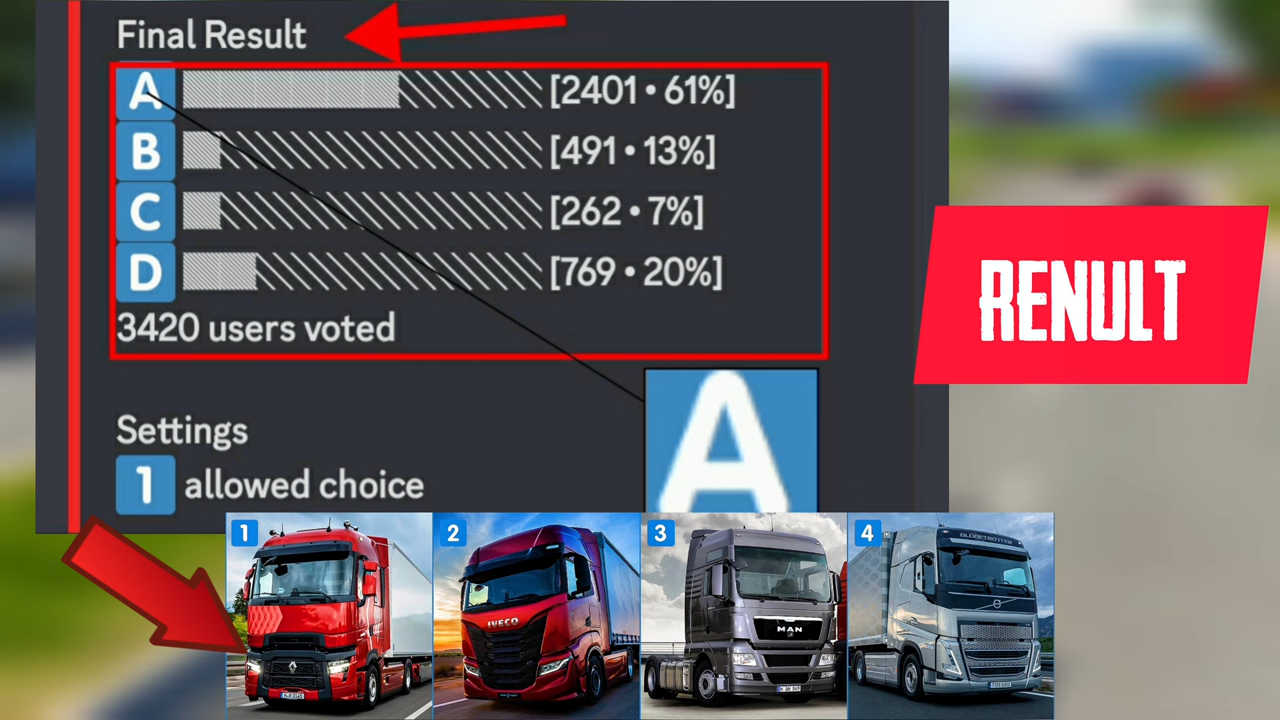 Final Result
A [2401 • 61%]
B [491 • 13%]
C [262 • 7%]
D [769 • 20%]
3420 users voted
RENULT
Settings
A
1 allowed choice
1 2 3 4
GLOBETROTTER
IVECO
MAN